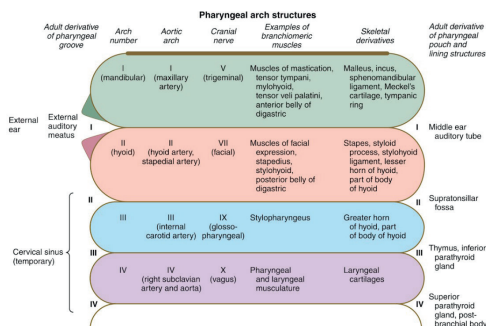 Pharyngeal arch structures
Adult derivative
of pharyngeal
groove
Arch
number
Aortic
arch
Cranial
nerve
Examples of
branchiomeric
muscles
Skeletal
derivatives
Adult derivative
of pharyngeal
pouch and
lining structures
I
(mandibular)
I
(maxillary
artery)
V
(trigeminal)
Muscles of mastication,
tensor tympani,
mylohyoid,
tensor veli palatini,
anterior belly of
digastric
Malleus, incus,
sphenomandibular
ligament, Meckel's
cartilage, tympanic
ring
External
ear
External
auditory
meatus
I
I
Middle ear
auditory tube
II
(hyoid)
II
(hyoid artery,
stapedial artery)
VII
(facial)
Muscles of facial
expression,
stapedius,
stylohyoid,
posterior belly of
digastric
Stapes, styloid
process, stylohyoid
ligament, lesser
horn of hyoid,
part of body
of hyoid
II
II
Supratonsillar
fossa
III
III
(internal
carotid artery)
IX
(glosso-
pharyngeal)
Stylopharyngeus
Greater horn
of hyoid, part
of body of hyoid
Cervical sinus
(temporary)
III
III
Thymus, inferior
parathyroid
gland
IV
IV
(right subclavian
artery and aorta)
X
(vagus)
Pharyngeal
and laryngeal
musculature
Laryngeal
cartilages
IV
IV
Superior
parathyroid
gland, post-
branchial body